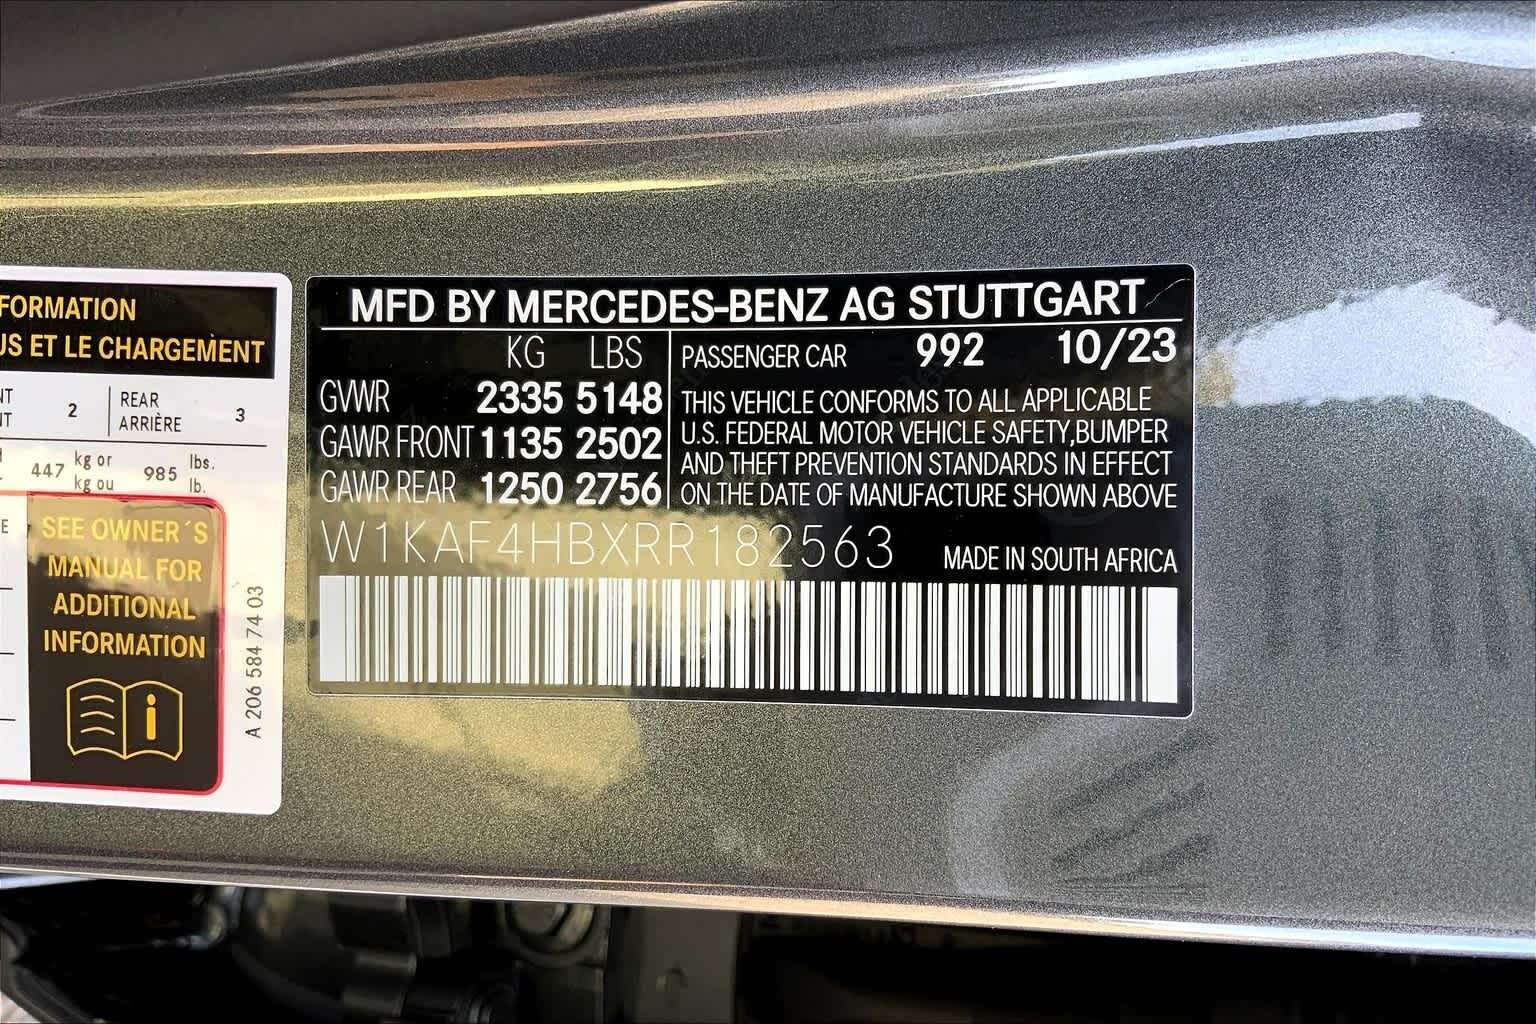 FORMATION
US ET LE CHARGEMENT
NT 2 REAR 3
NT ARRIÈRE
447 kg or 985 lbs.
kg ou lb.
E SEE OWNER´S
MANUAL FOR
ADDITIONAL
INFORMATION
i
A 206 584 74 03
MFD BY MERCEDES-BENZ AG STUTTGART
KG LBS
GVWR 2335 5148
GAWR FRONT 1135 2502
GAWR REAR 1250 2756
PASSENGER CAR 992 10/23
THIS VEHICLE CONFORMS TO ALL APPLICABLE
U.S. FEDERAL MOTOR VEHICLE SAFETY,BUMPER
AND THEFT PREVENTION STANDARDS IN EFFECT
ON THE DATE OF MANUFACTURE SHOWN ABOVE
W1KAF4HBXRR182563
MADE IN SOUTH AFRICA